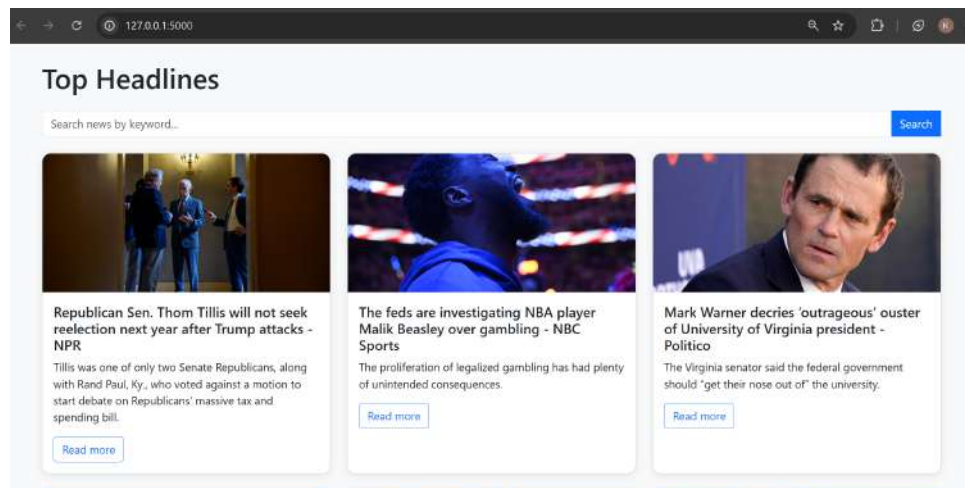 127.0.0.1:5000
Top Headlines
Search news by keyword...
Search
UVA
Republican Sen. Thom Tillis will not seek
reelection next year after Trump attacks -
NPR
Tillis was one of only two Senate Republicans, along
with Rand Paul, Ky., who voted against a motion to
start debate on Republicans' massive tax and
spending bill.
Read more
The feds are investigating NBA player
Malik Beasley over gambling - NBC
Sports
The proliferation of legalized gambling has had plenty
of unintended consequences.
Read more
Mark Warner decries ‘outrageous’ ouster
of University of Virginia president -
Politico
The Virginia senator said the federal government
should “get their nose out of” the university.
Read more